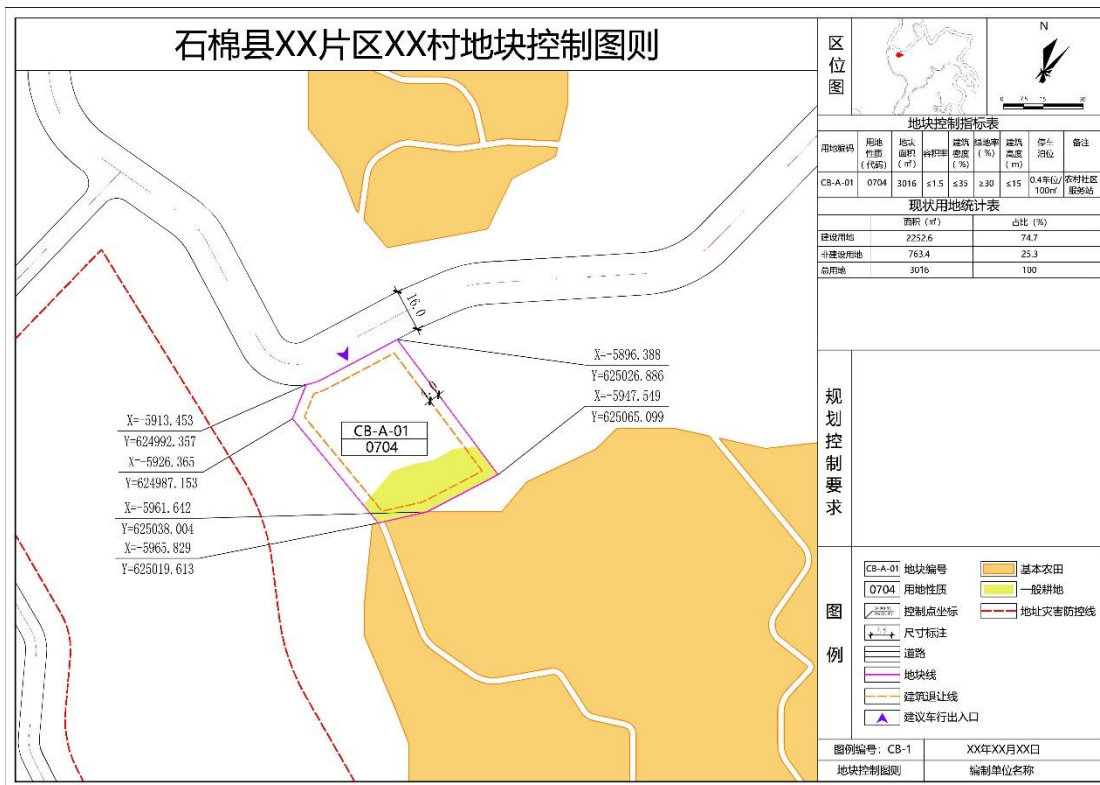 石棉县XX片区XX村地块控制图则
区位图
N
地块控制指标表
用地编码 用地性质(代码) 地块面积(㎡) 容积率 建筑密度(%) 绿地率(%) 建筑高度(m) 停车泊位 备注
CB-A-01 0704 3016 ≤1.5 ≤35 ≥30 ≤15 0.4车位/100㎡ 农村社区服务站
现状用地统计表
面积(㎡) 占比(%)
建设用地 2252.6 74.7
非建设用地 763.4 25.3
总用地 3016 100
16.0
X=-5896.388
Y=625026.886
X=-5947.549
Y=625065.099
X=-5913.453
Y=624992.357
X=-5926.365
Y=624987.153
X=-5961.642
Y=625038.004
X=-5965.829
Y=625019.613
CB-A-01
0704
规划控制要求
图例
CB-A-01 地块编号
0704 用地性质
控制点坐标
尺寸标注
道路
地块线
建筑退让线
建议车行出入口
基本农田
一般耕地
地址灾害防控线
图例编号：CB-1 XX年XX月XX日
地块控制图则 编制单位名称